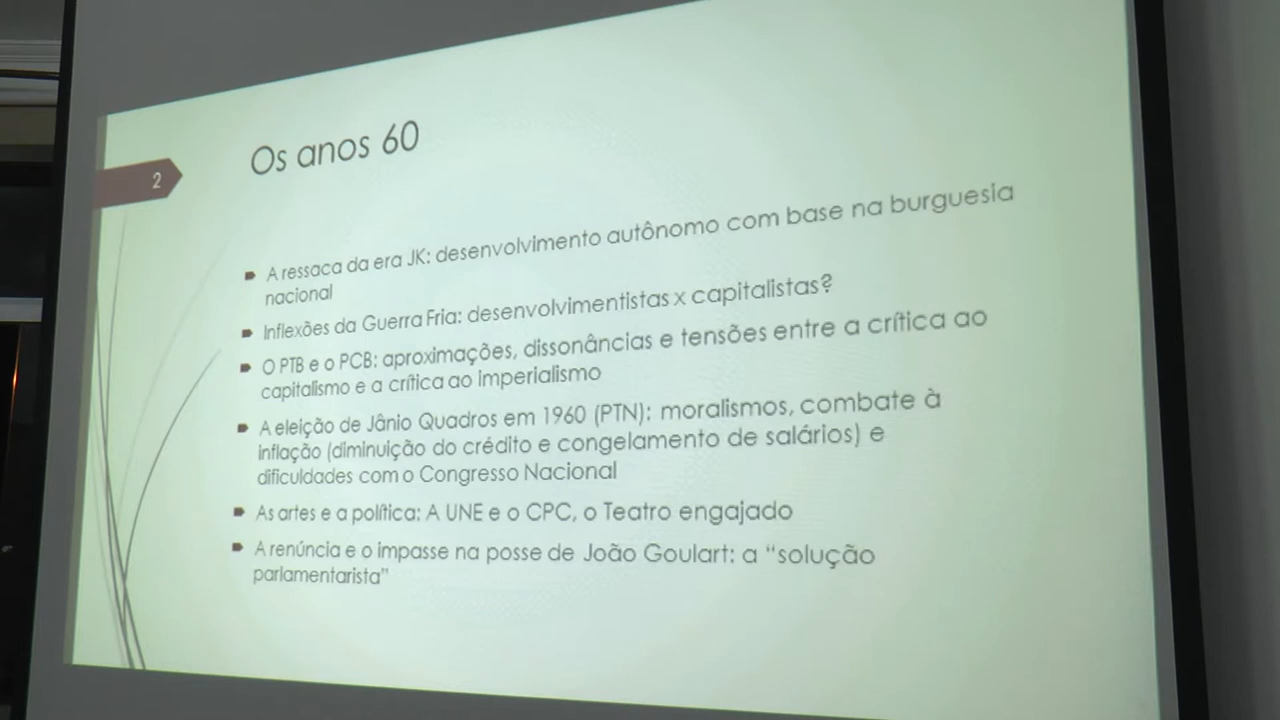 2
Os anos 60
A ressaca da era JK: desenvolvimento autônomo com base na burguesia
nacional
Inflexões da Guerra Fria: desenvolvimentistas x capitalistas?
O PTB e o PCB: aproximações, dissonâncias e tensões entre a crítica ao
capitalismo e a crítica ao imperialismo
A eleição de Jânio Quadros em 1960 (PTN): moralismos, combate à
inflação (diminuição do crédito e congelamento de salários) e
dificuldades com o Congresso Nacional
As artes e a política: A UNE e o CPC, o Teatro engajado
A renúncia e o impasse na posse de João Goulart: a “solução
parlamentarista”